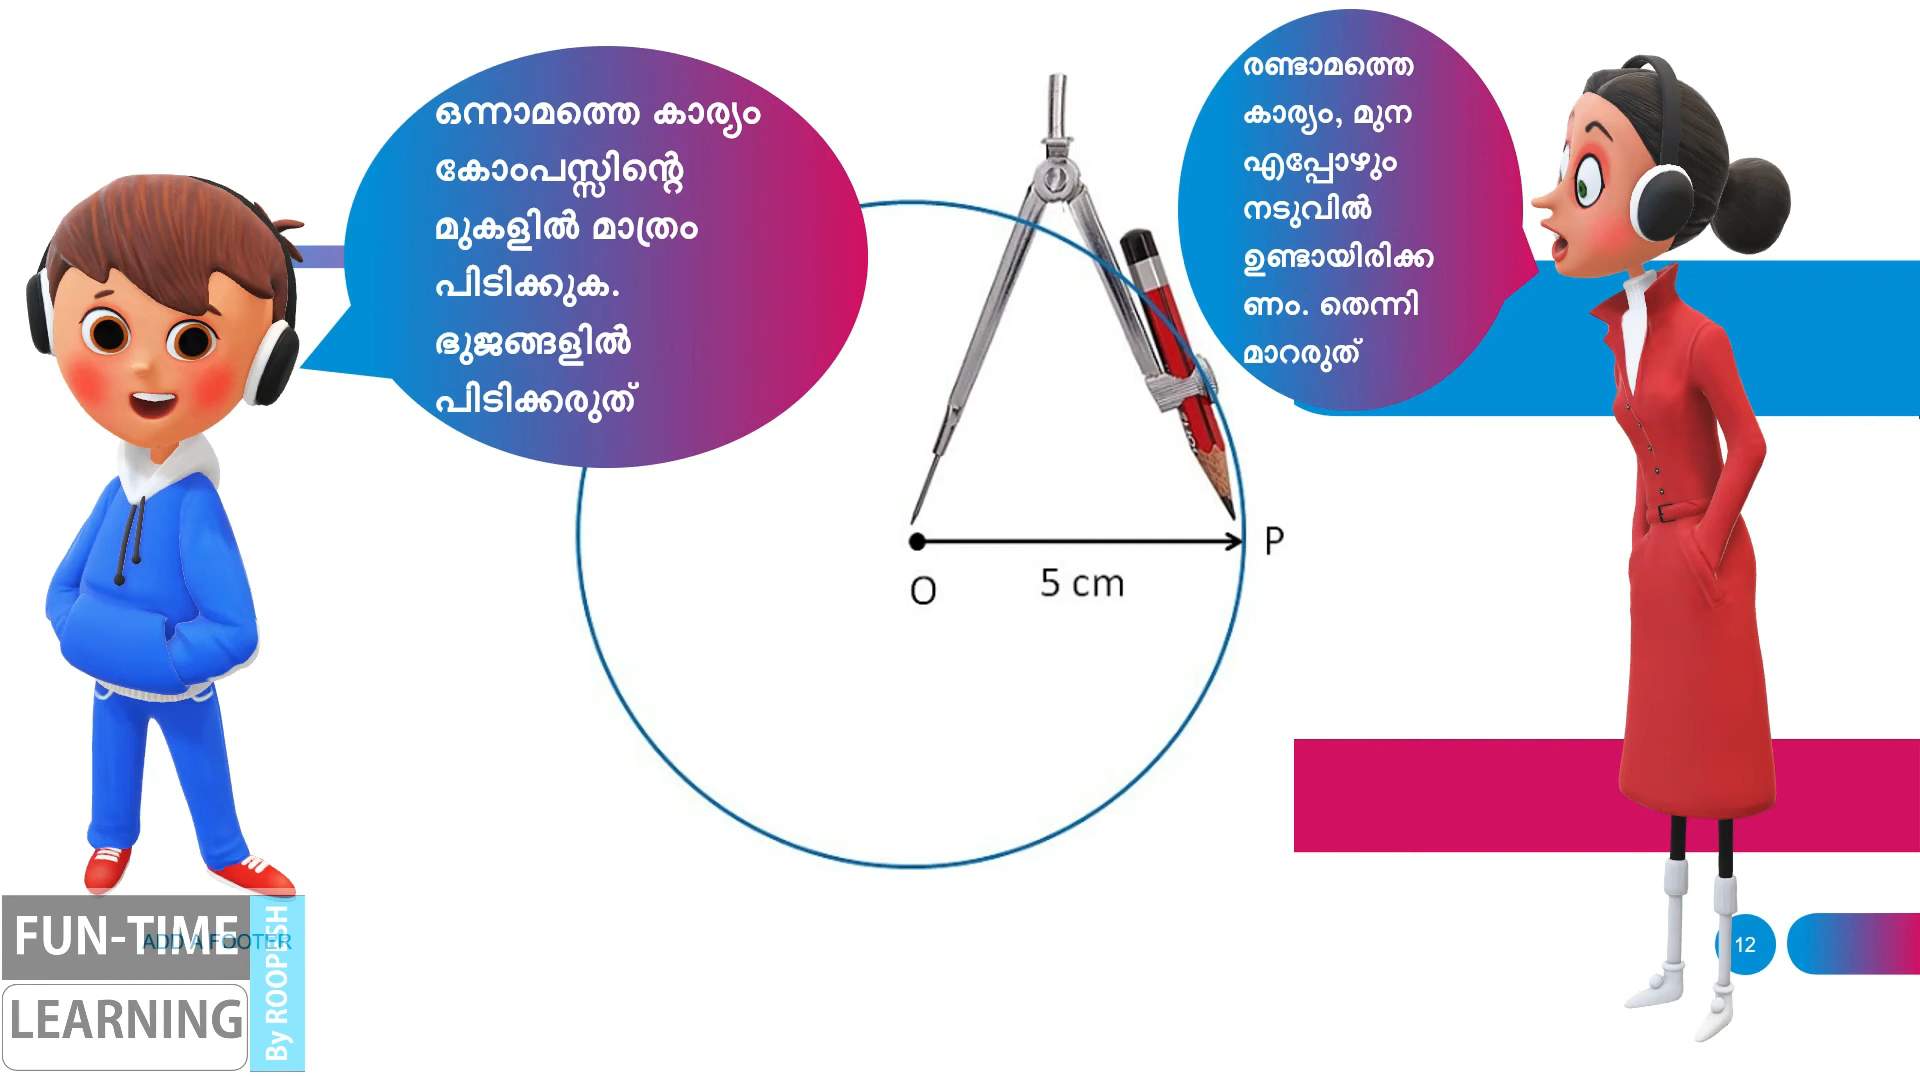 ഒന്നാമത്തെ കാര്യം
കോംപസ്സിന്റെ
മുകളിൽ മാത്രം
പിടിക്കുക.
ഭുജങ്ങളിൽ
പിടിക്കരുത്
രണ്ടാമത്തെ
കാര്യം, മുന
എപ്പോഴും
നടുവിൽ
ഉണ്ടായിരിക്ക
ണം. തെന്നി
മാറരുത്
P
O
5 cm
FUN-TIME
ADD A FOOTER
LEARNING
By ROOPESH
12